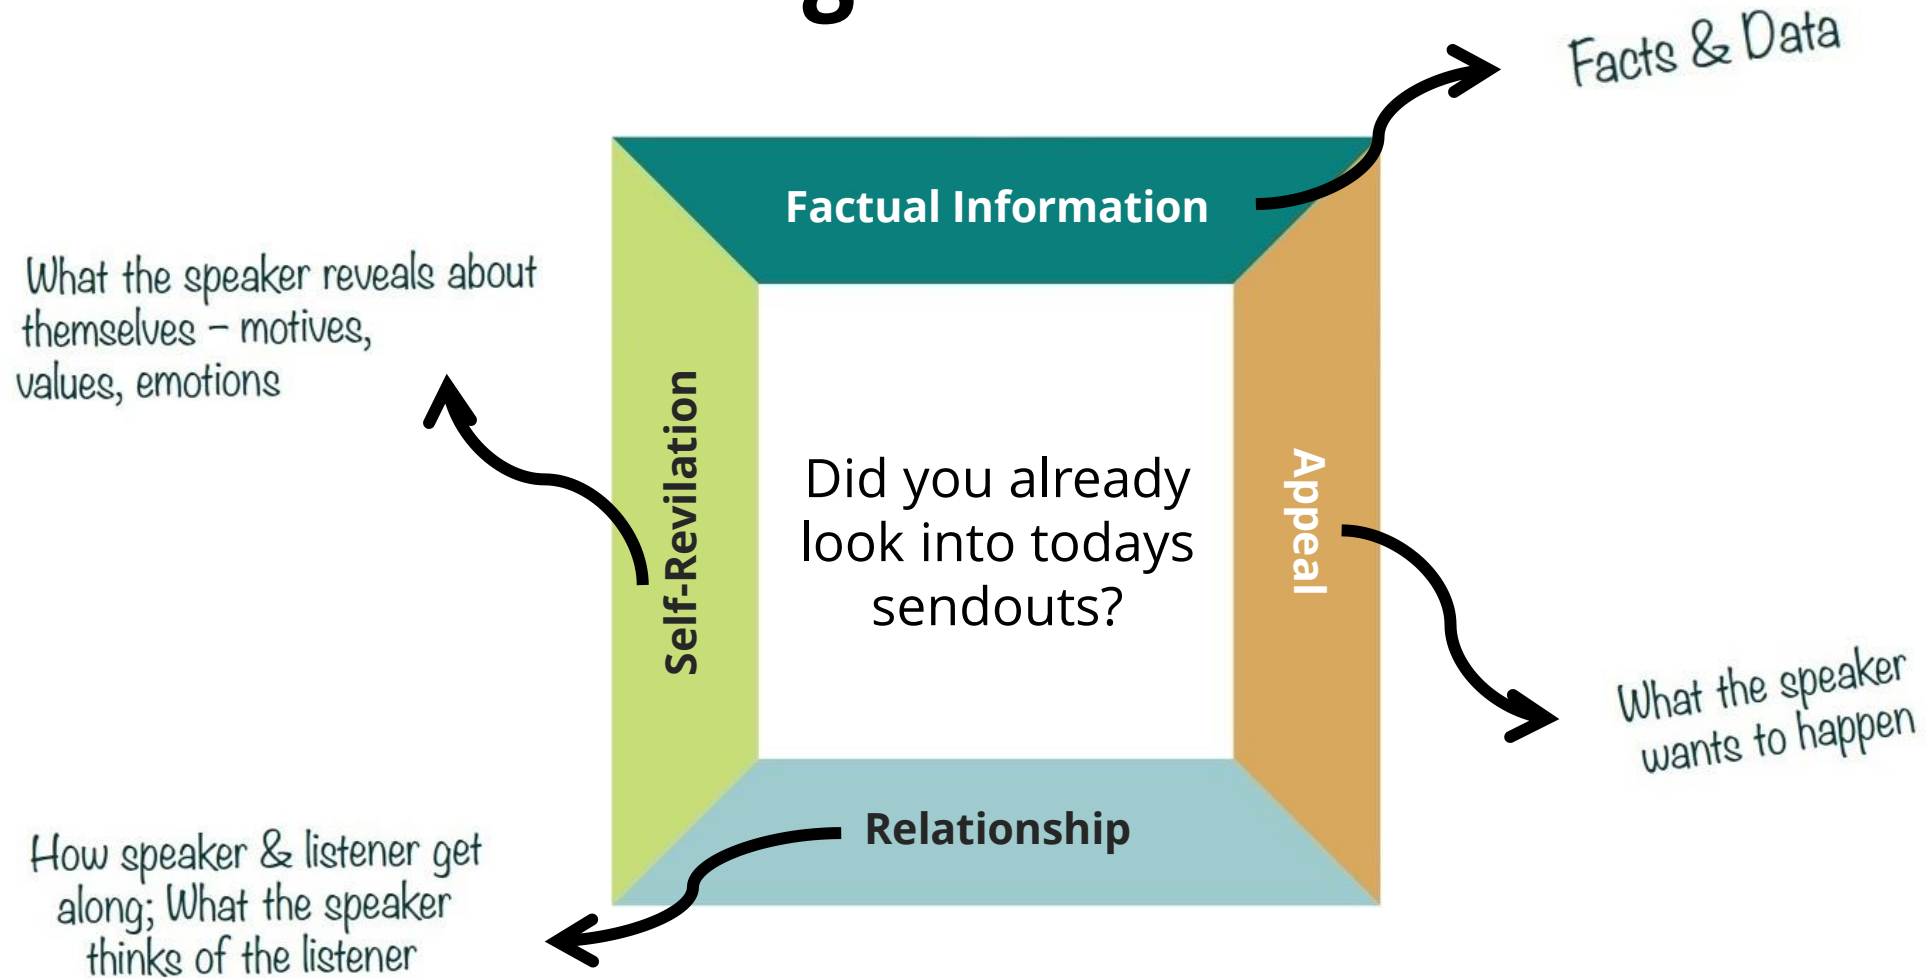 Facts & Data
Factual Information
What the speaker reveals about
themselves – motives,
values, emotions
Self-Revilation
Did you already
look into todays
sendouts?
Appeal
What the speaker
wants to happen
Relationship
How speaker & listener get
along; What the speaker
thinks of the listener